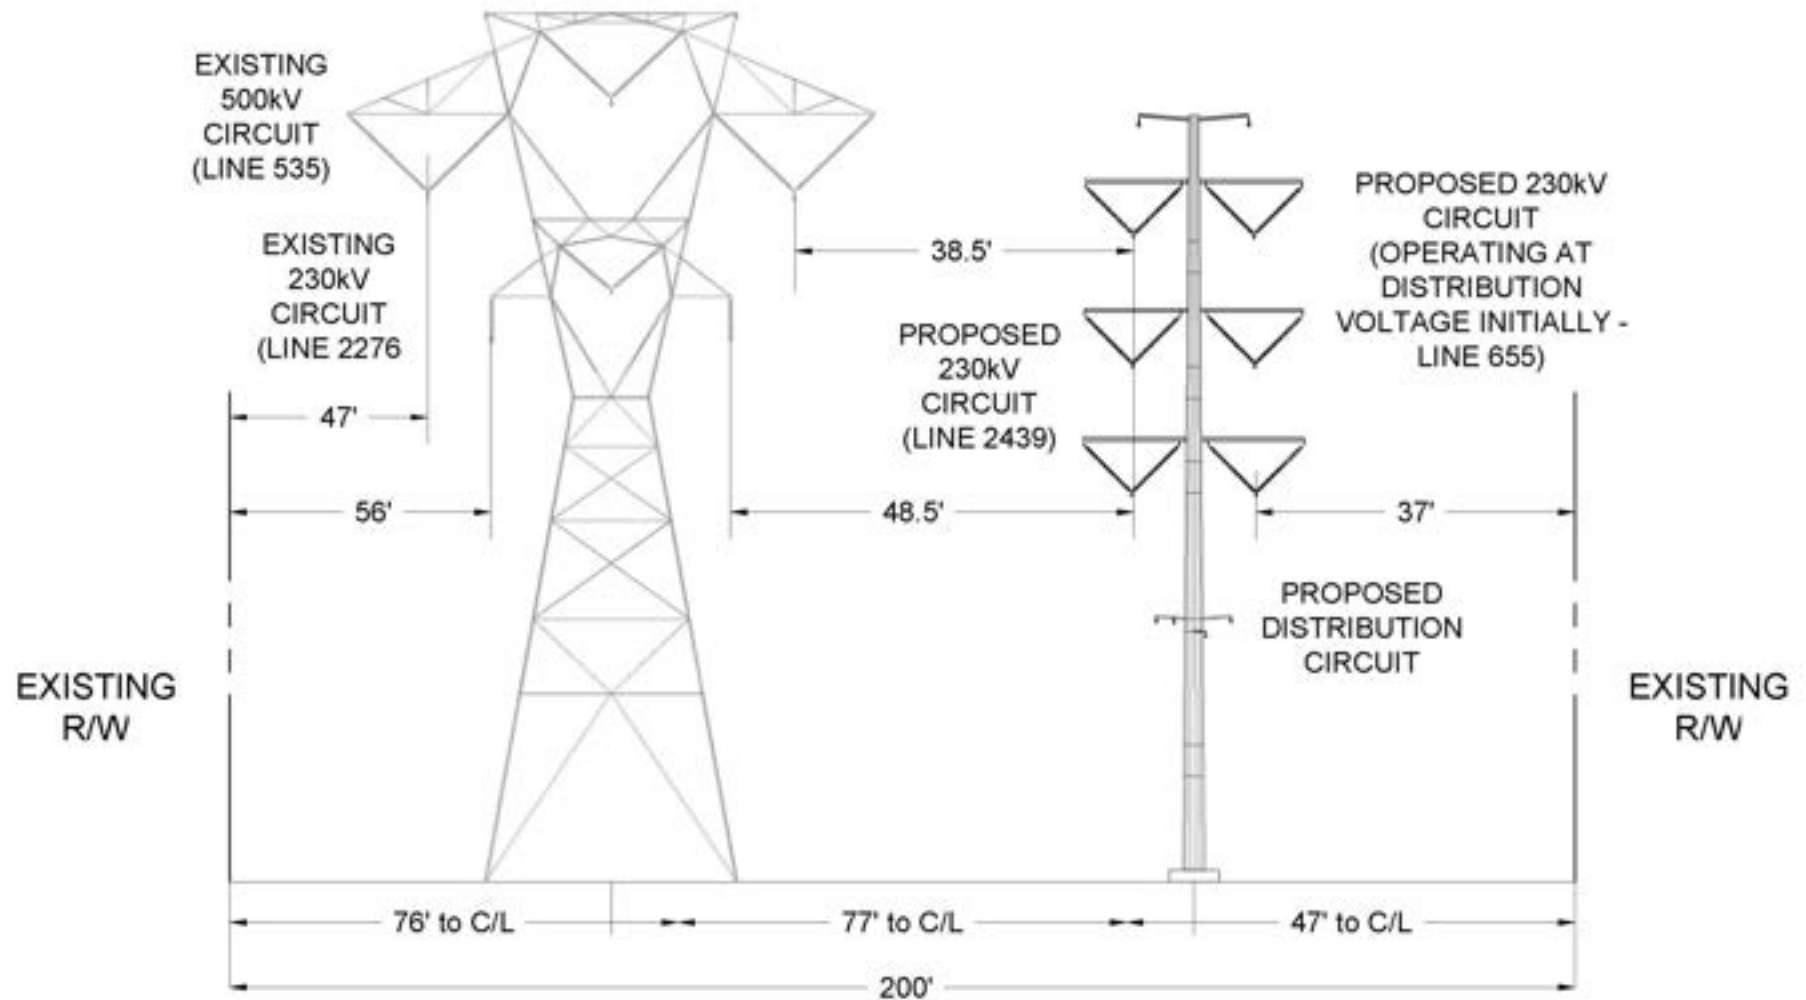 EXISTING
500kV
CIRCUIT
(LINE 535)
EXISTING
230kV
CIRCUIT
(LINE 2276
PROPOSED 230kV
CIRCUIT
(OPERATING AT
DISTRIBUTION
VOLTAGE INITIALLY -
LINE 655)
38.5'
PROPOSED
230kV
CIRCUIT
(LINE 2439)
47'
56'
48.5'
37'
PROPOSED
DISTRIBUTION
CIRCUIT
EXISTING
R/W
EXISTING
R/W
76' to C/L
77' to C/L
47' to C/L
200'